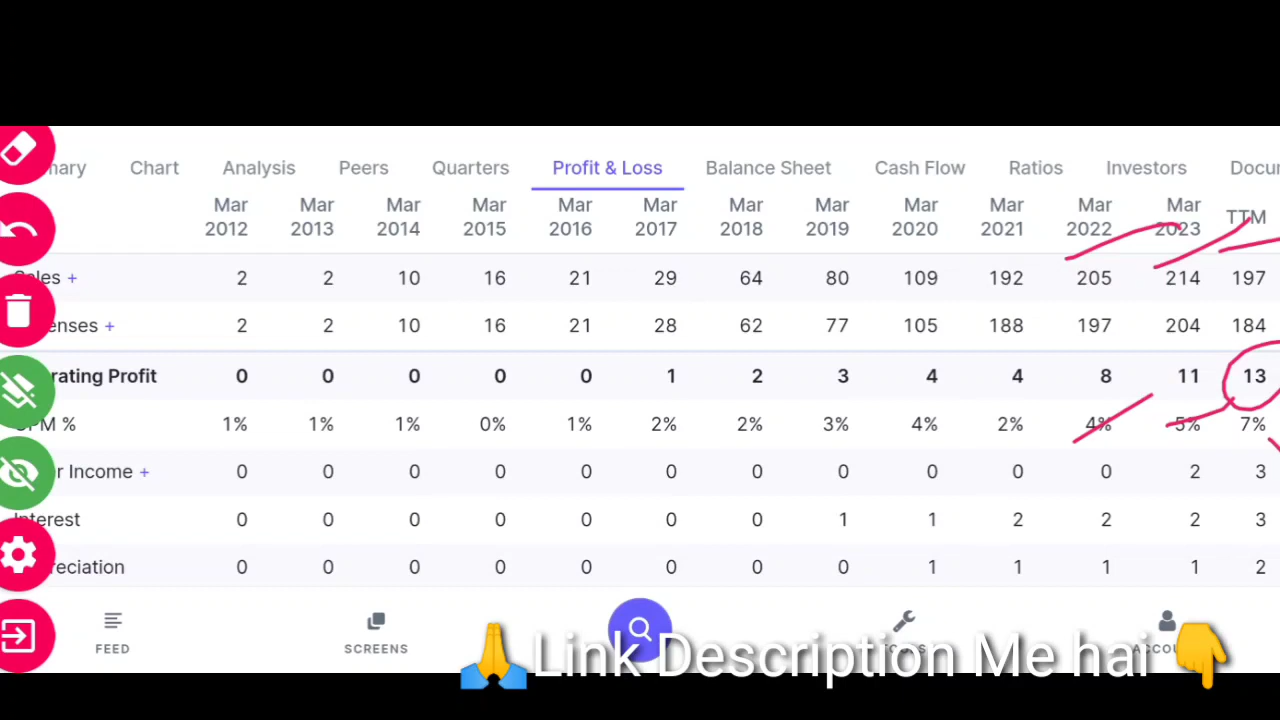 Chart Analysis Peers Quarters Profit & Loss Balance Sheet Cash Flow Ratios Investors
Mar 2012 Mar 2013 Mar 2014 Mar 2015 Mar 2016 Mar 2017 Mar 2018 Mar 2019 Mar 2020 Mar 2021 Mar 2022 Mar 2023 TTM
Sales + 2 2 10 16 21 29 64 80 109 192 205 214 197
enses + 2 2 10 16 21 28 62 77 105 188 197 204 184
rating Profit 0 0 0 0 0 1 2 3 4 4 8 11 13
OPM % 1% 1% 1% 0% 1% 2% 2% 3% 4% 2% 4% 5% 7%
r Income + 0 0 0 0 0 0 0 0 0 0 0 2 3
Interest 0 0 0 0 0 0 0 1 1 2 2 2 3
reciation 0 0 0 0 0 0 0 0 1 1 1 1 2
FEED SCREENS
🙏Link Description Me hai👇